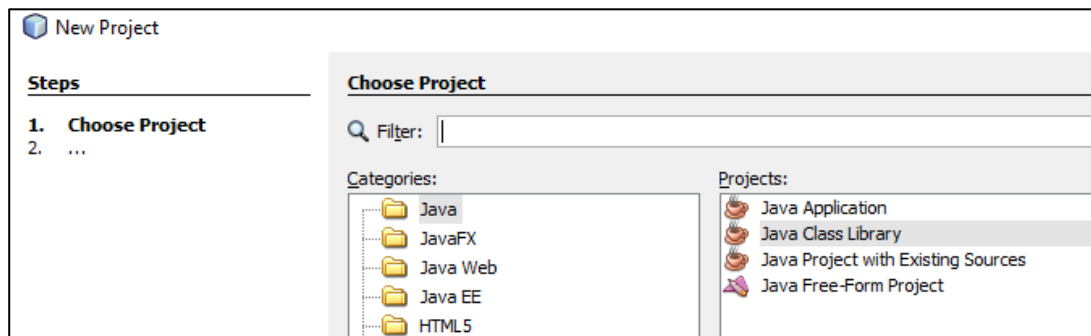 New Project
Steps
1. Choose Project
2. ...
Choose Project
Filter:
Categories:
Java
JavaFX
Java Web
Java EE
HTML5
Projects:
Java Application
Java Class Library
Java Project with Existing Sources
Java Free-Form Project